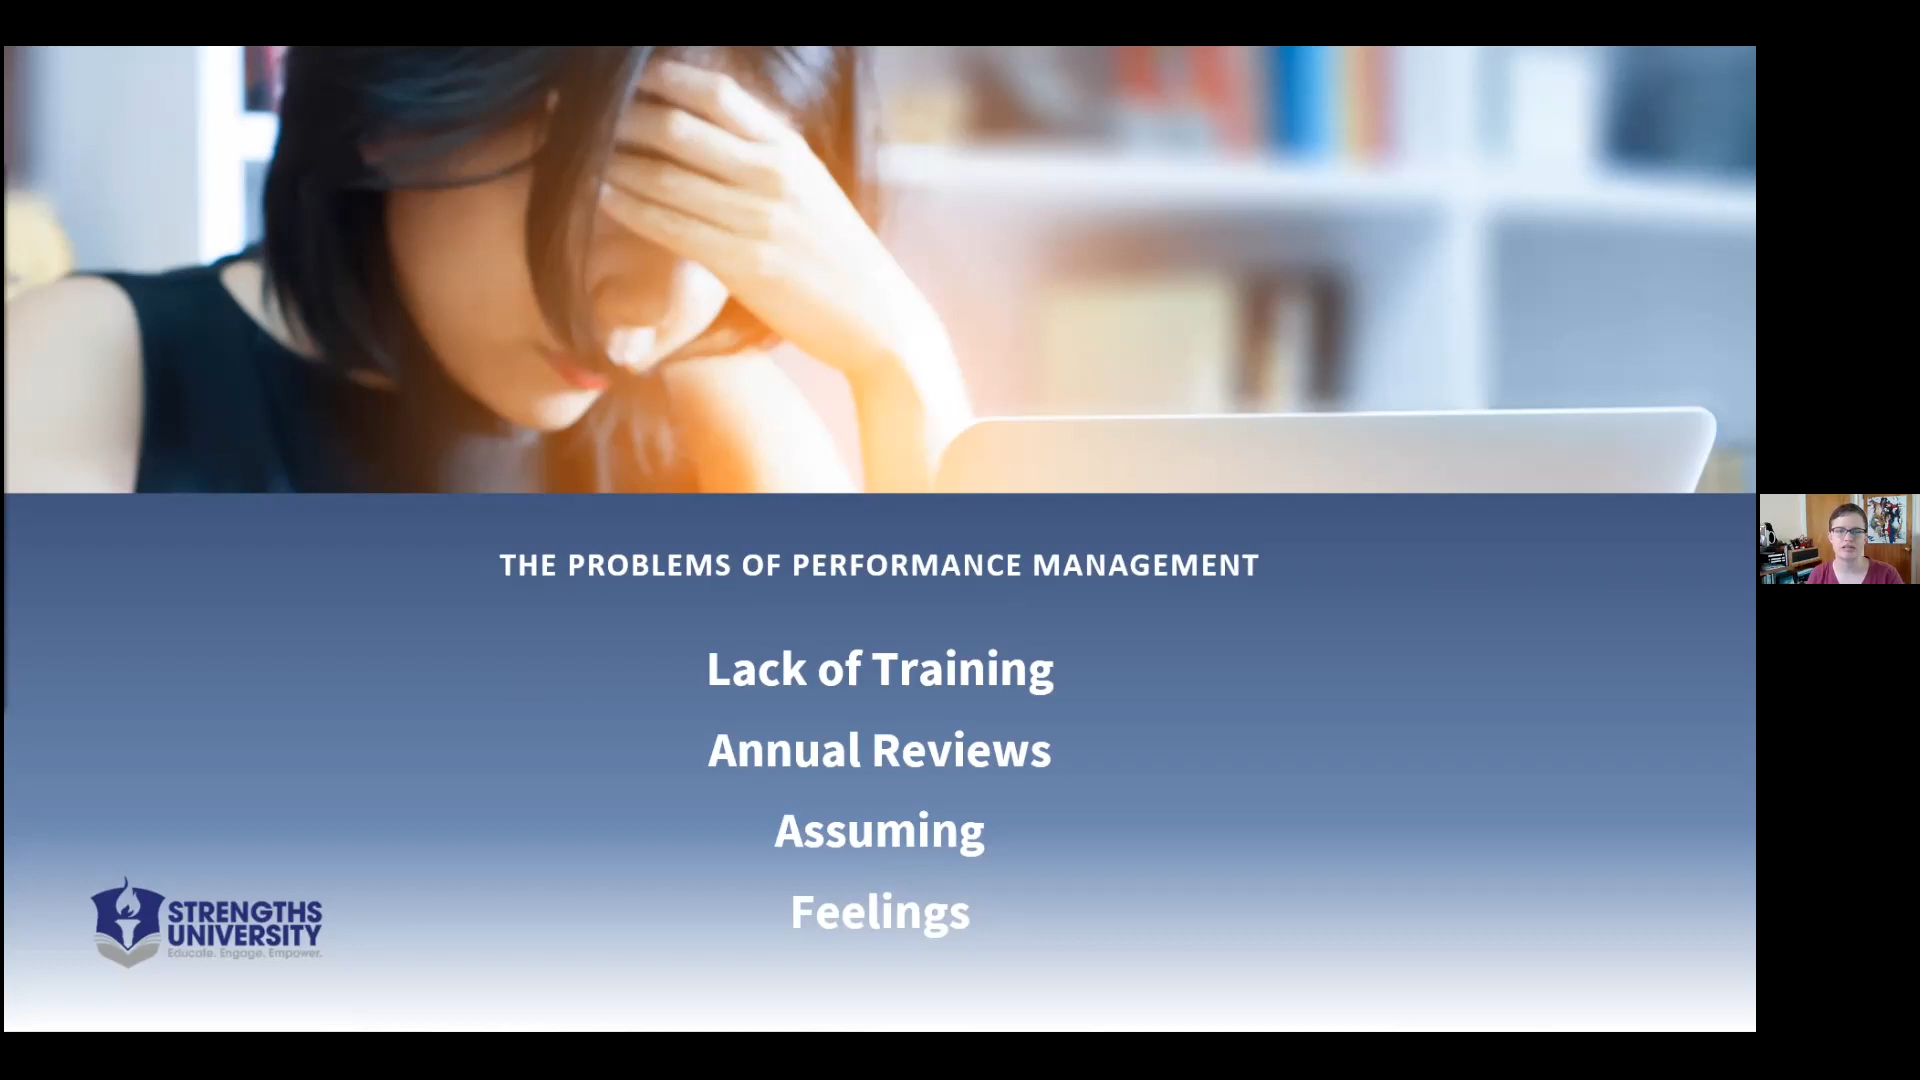 THE PROBLEMS OF PERFORMANCE MANAGEMENT
Lack of Training
Annual Reviews
Assuming
Feelings
STRENGTHS
UNIVERSITY
Educate. Engage. Empower.